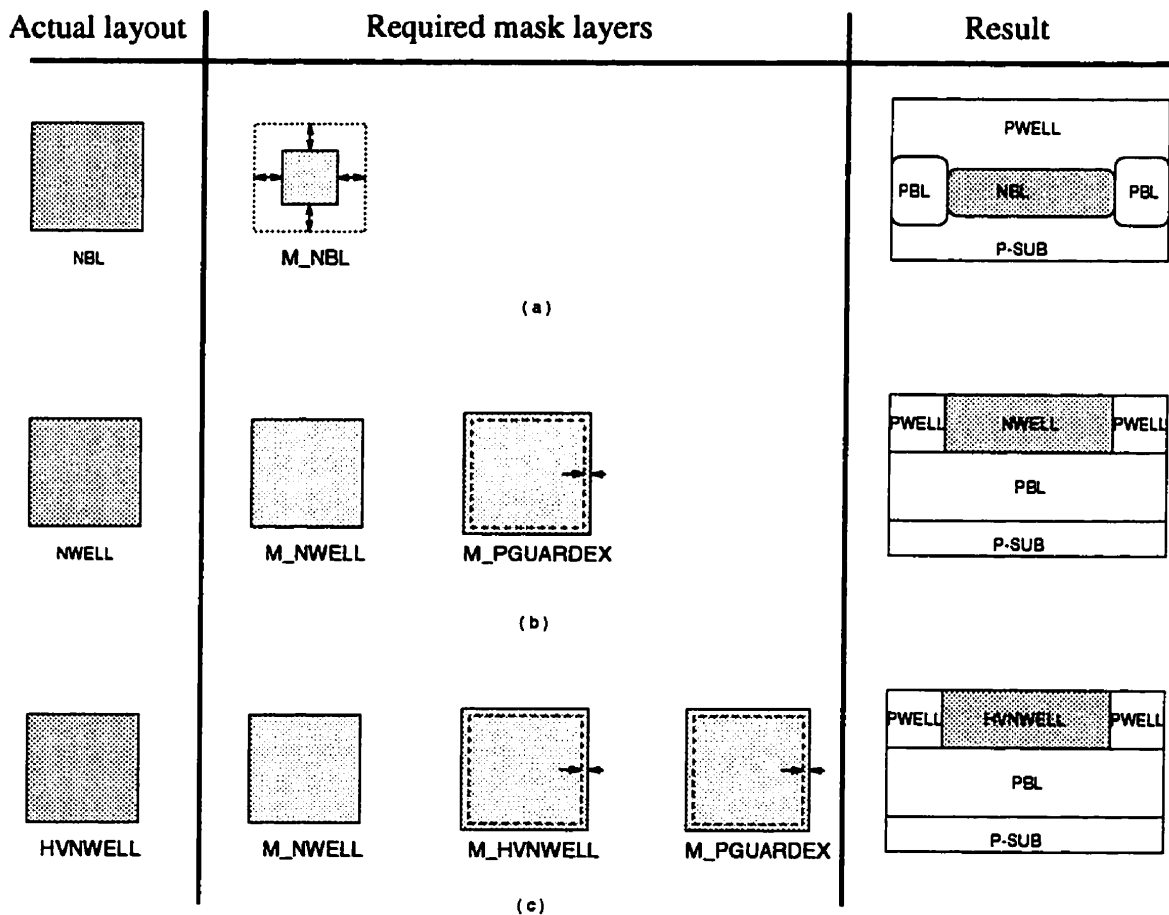 Actual layout
Required mask layers
Result
NBL
M_NBL
PWELL
PBL
NBL
PBL
P-SUB
(a)
NWELL
M_NWELL
M_PGUARDEX
PWELL
NWELL
PWELL
PBL
P-SUB
(b)
HVNWELL
M_NWELL
M_HVNWELL
M_PGUARDEX
PWELL
HVNWELL
PWELL
PBL
P-SUB
(c)